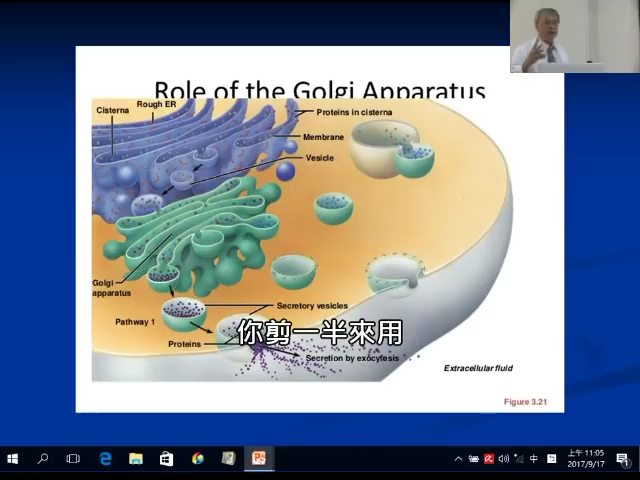 Role of the Golgi Apparatus
Cisterna
Rough ER
Proteins in cisterna
Membrane
Vesicle
Golgi
apparatus
Secretory vesicles
Pathway 1
你剪一半來用
Proteins
Secretion by exocytosis
Extracellular fluid
Figure 3.21
中
上午 11:05
2017/9/17